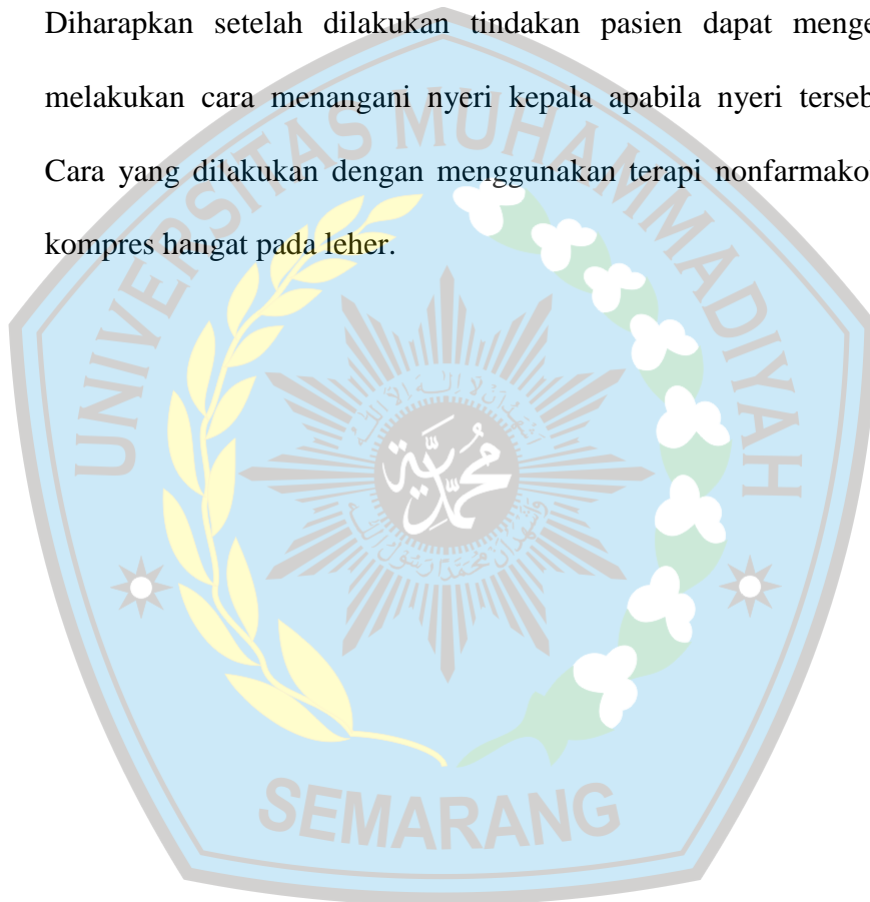 Diharapkan setelah dilakukan tindakan pasien dapat menge
melakukan cara menangani nyeri kepala apabila nyeri terseb
Cara yang dilakukan dengan menggunakan terapi nonfarmako
kompres hangat pada leher.
UNIVERSITAS MUHAMMADIYAH
محمدية
SEMARANG